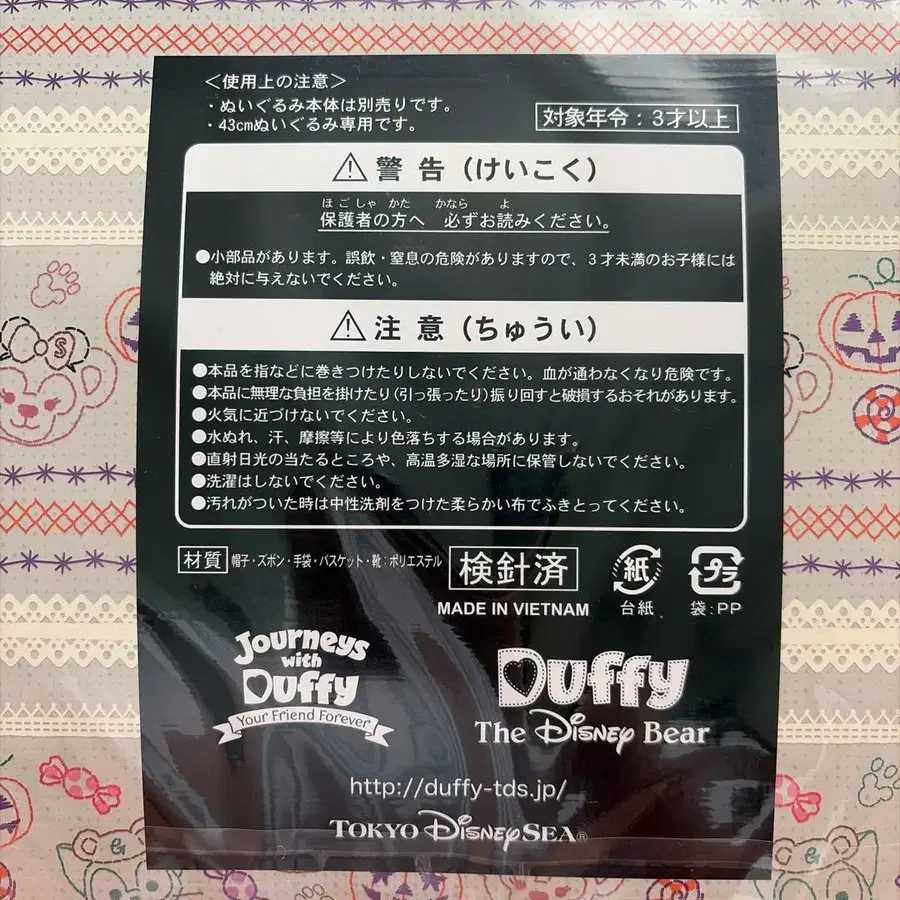 <使用上の注意>
・ぬいぐるみ本体は別売りです。
・43cmぬいぐるみ専用です。
対象年令：3才以上
⚠ 警 告（けいこく）
ほ ご しゃ かた かなら よ
保護者の方へ 必ずお読みください。
●小部品があります。誤飲・窒息の危険がありますので、３才未満のお子様には
絶対に与えないでください。
⚠ 注 意（ちゅうい）
●本品を指などに巻きつけたりしないでください。血が通わなくなり危険です。
●本品に無理な負担を掛けたり(引っ張ったり)振り回すと破損するおそれがあります。
●火気に近づけないでください。
●水ぬれ、汗、摩擦等により色落ちする場合があります。
●直射日光の当たるところや、高温多湿な場所に保管しないでください。
●洗濯はしないでください。
●汚れがついた時は中性洗剤をつけた柔らかい布でふきとってください。
材質 帽子・ズボン・手袋・バスケット・靴：ポリエステル
検針済
MADE IN VIETNAM
紙
台紙
プラ
袋:PP
Journeys
with
Duffy
Your Friend Forever
Duffy
The Disney Bear
http://duffy-tds.jp/
TOKYO DISNEYSEA®
S
&
&